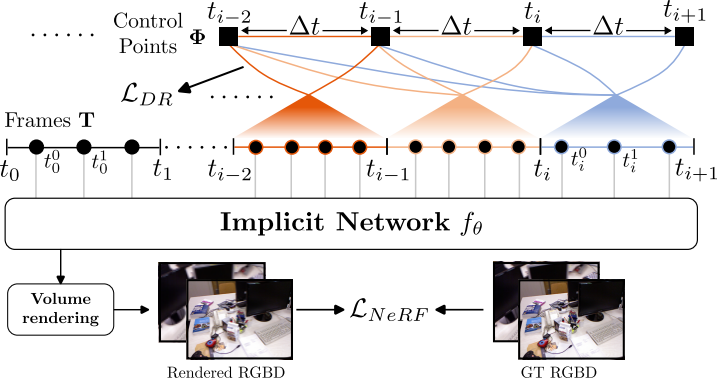 t_{i-2} t_{i-1} t_i t_{i+1}
...... Control Δt Δt Δt
Points Φ
ℒ_{DR} ......
Frames T
t_0 t_0^0 t_0^1 t_1 ...... t_{i-2} t_{i-1} t_i t_i^0 t_i^1 t_{i+1}
Implicit Network f_θ
Volume
rendering
ℒ_{NeRF}
Rendered RGBD GT RGBD